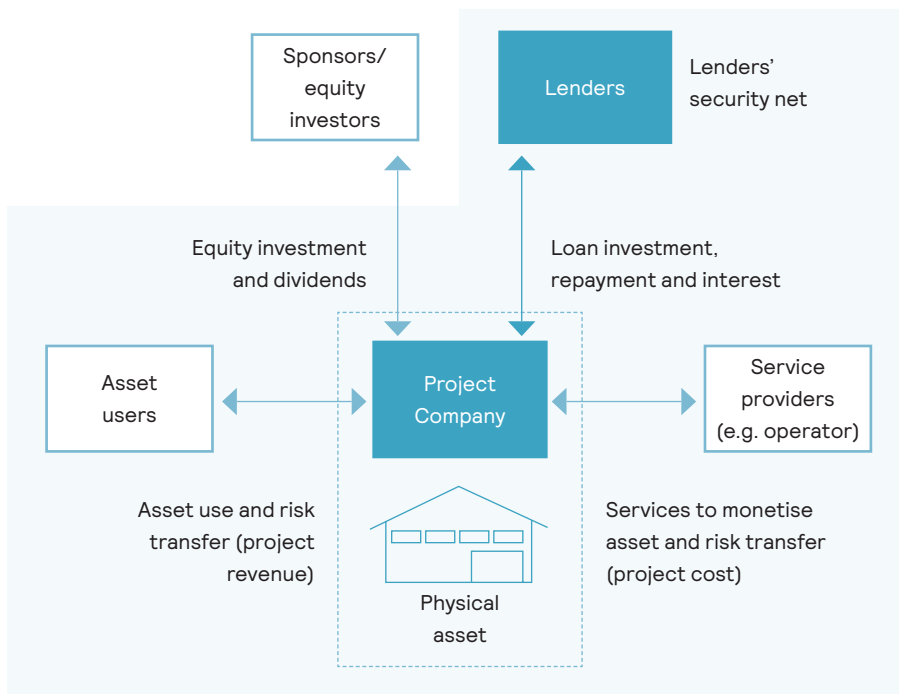 Sponsors/
equity
investors
Lenders
Lenders’
security net
Equity investment
and dividends
Loan investment,
repayment and interest
Asset
users
Project
Company
Service
providers
(e.g. operator)
Asset use and risk
transfer (project
revenue)
Services to monetise
asset and risk transfer
(project cost)
Physical
asset